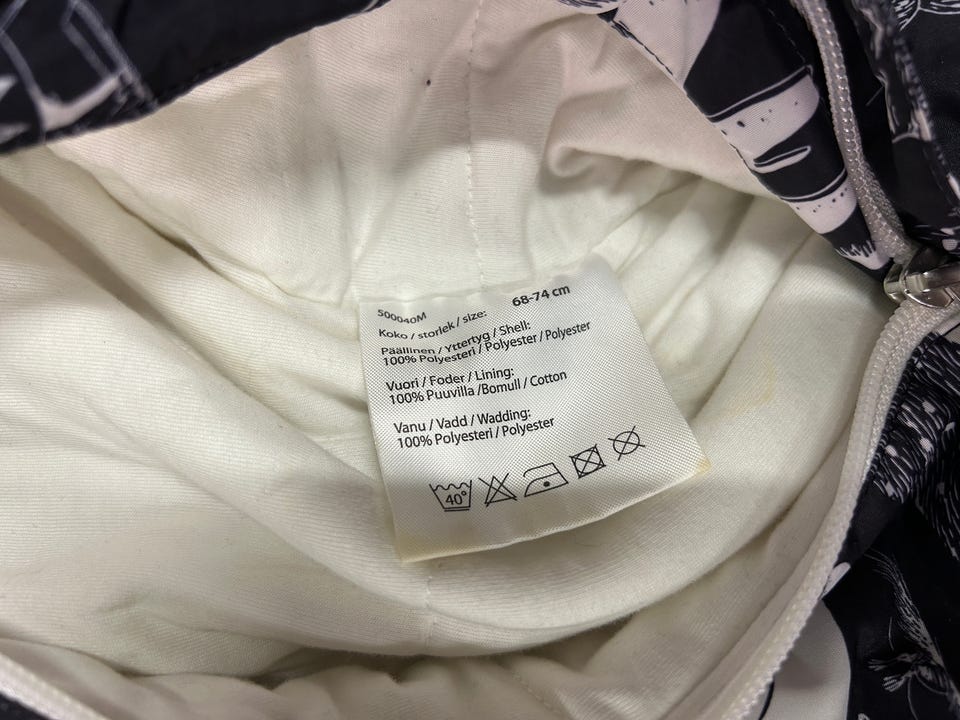 500040M
Koko / storlek / size: 68-74 cm
Päällinen / Yttertyg / Shell:
100% Polyesteri / Polyester / Polyester
Vuori / Foder / Lining:
100% Puuvilla /Bomull / Cotton
Vanu / Vadd / Wadding:
100% Polyesteri / Polyester
40°